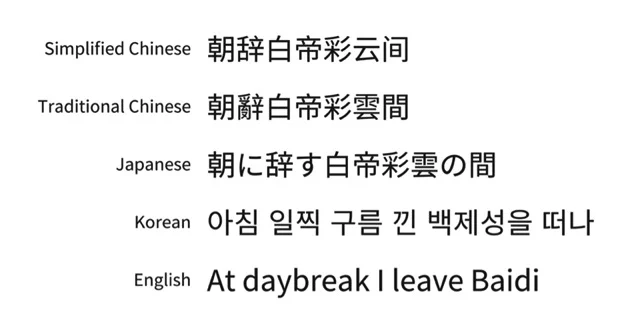 Simplified Chinese 朝辞白帝彩云间
Traditional Chinese 朝辭白帝彩雲間
Japanese 朝に辞す白帝彩雲の間
Korean 아침 일찍 구름 낀 백제성을 떠나
English At daybreak I leave Baidi